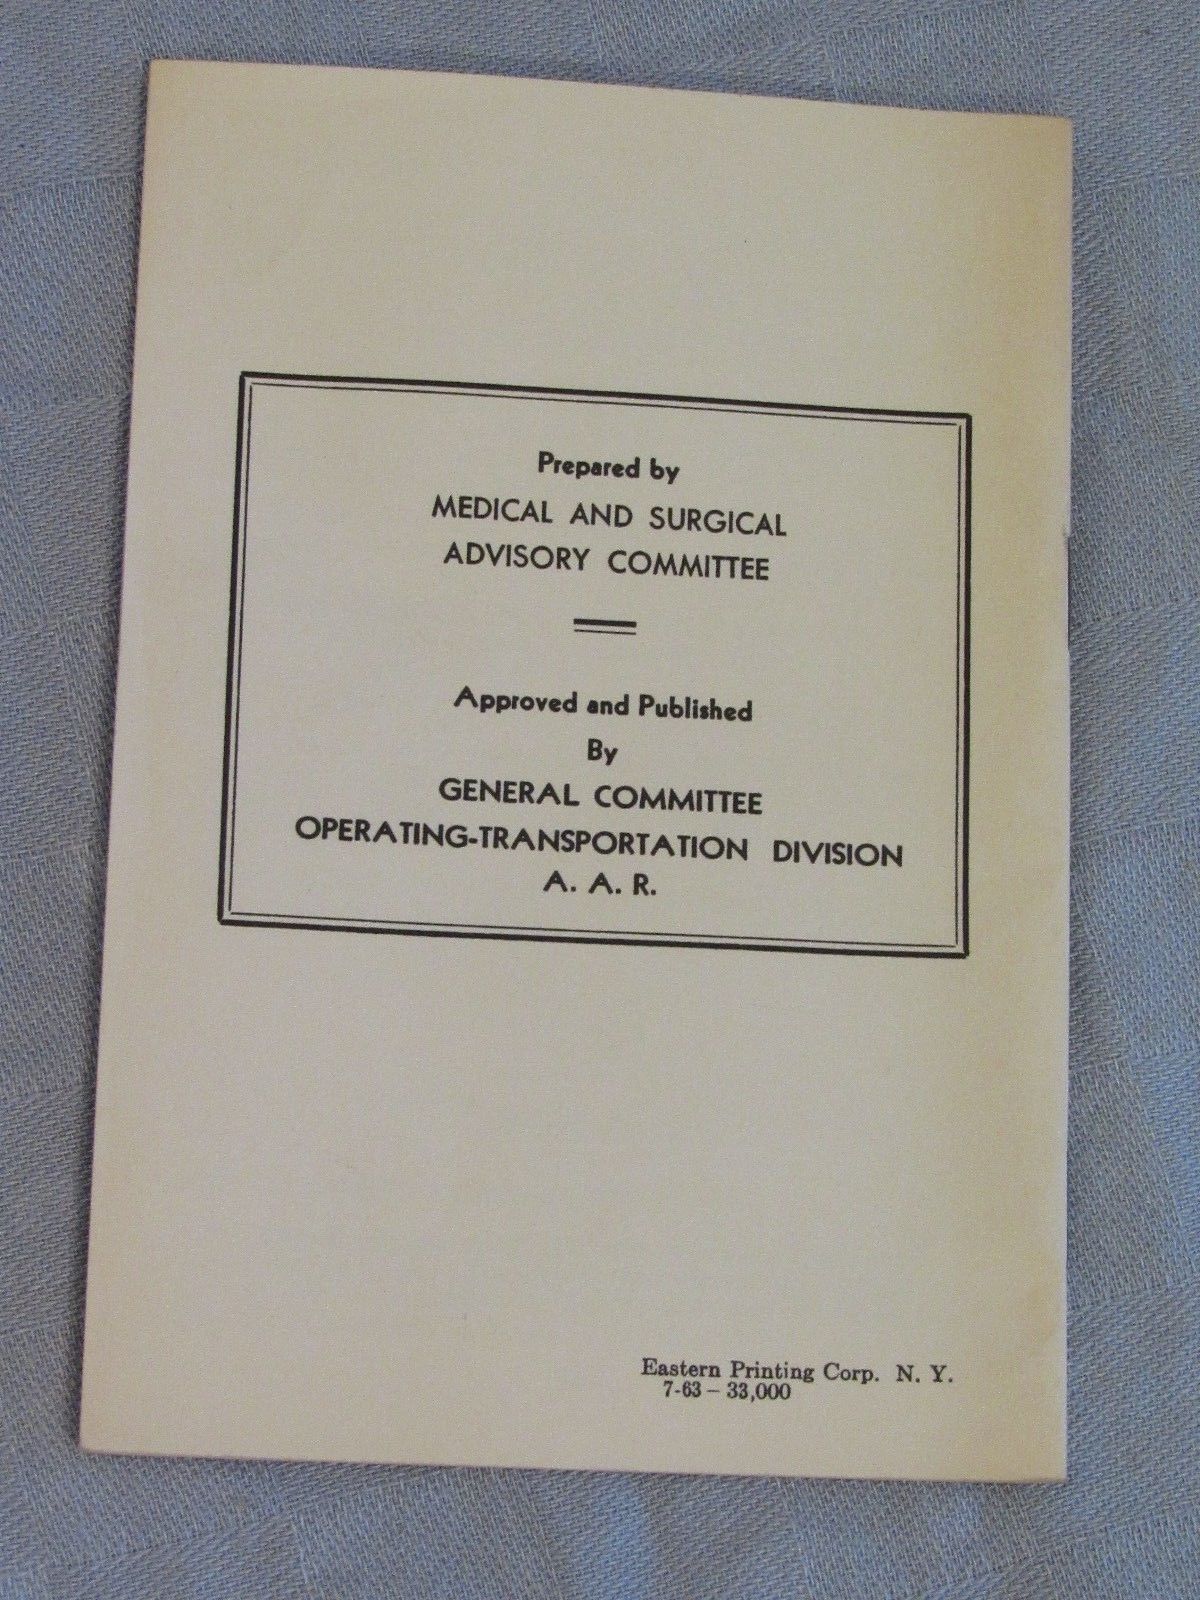 Prepared by
MEDICAL AND SURGICAL
ADVISORY COMMITTEE
Approved and Published
By
GENERAL COMMITTEE
OPERATING-TRANSPORTATION DIVISION
A. A. R.
Eastern Printing Corp. N. Y.
7-63 – 33,000